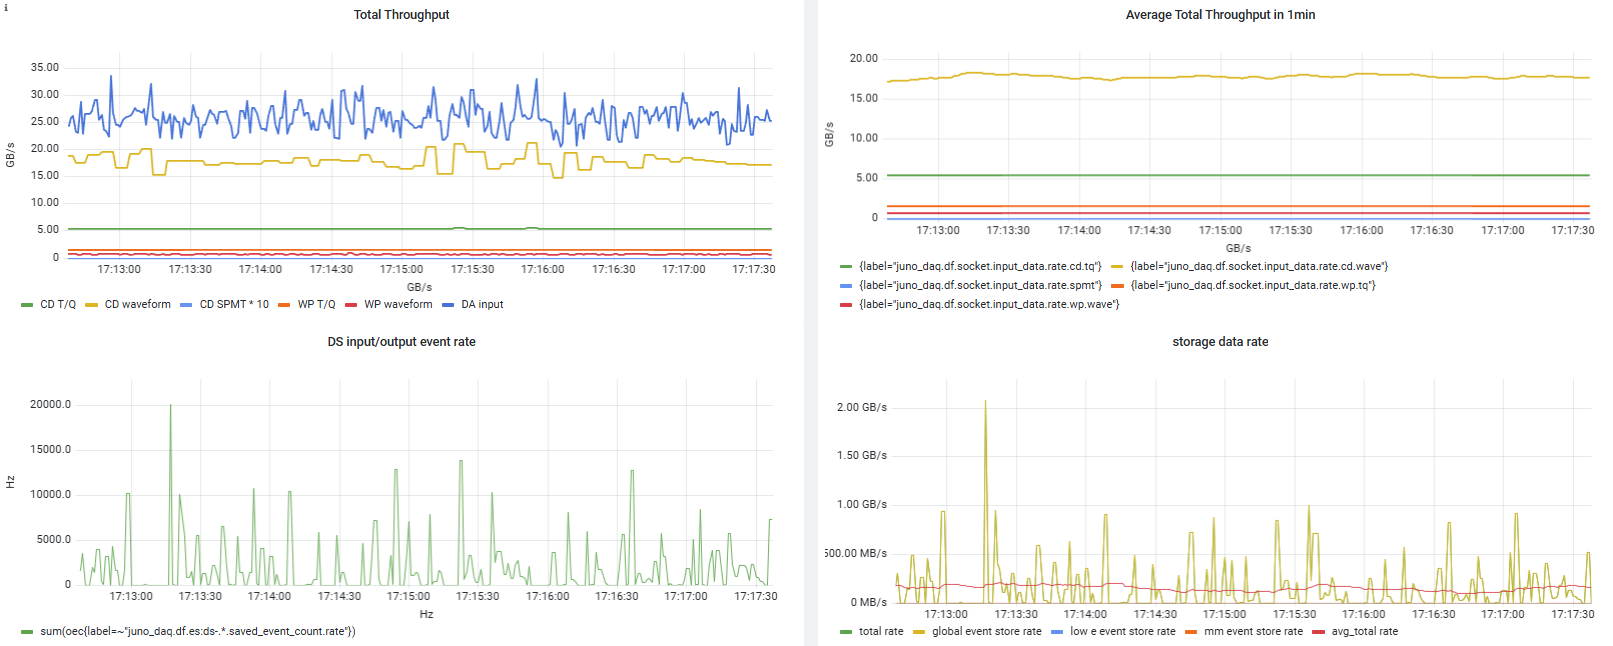 i
Total Throughput
35.00
30.00
25.00
20.00
15.00
10.00
5.00
0
GB/s
17:13:00 17:13:30 17:14:00 17:14:30 17:15:00 17:15:30 17:16:00 17:16:30 17:17:00 17:17:30
GB/s
CD T/Q CD waveform CD SPMT * 10 WP T/Q WP waveform DA input
Average Total Throughput in 1min
20.00
15.00
10.00
5.00
0
GB/s
17:13:00 17:13:30 17:14:00 17:14:30 17:15:00 17:15:30 17:16:00 17:16:30 17:17:00 17:17:30
GB/s
{label="juno_daq.df.socket.input_data.rate.cd.tq"} {label="juno_daq.df.socket.input_data.rate.cd.wave"}
{label="juno_daq.df.socket.input_data.rate.spmt"} {label="juno_daq.df.socket.input_data.rate.wp.tq"}
{label="juno_daq.df.socket.input_data.rate.wp.wave"}
DS input/output event rate
20000.0
15000.0
10000.0
5000.0
0
Hz
17:13:00 17:13:30 17:14:00 17:14:30 17:15:00 17:15:30 17:16:00 17:16:30 17:17:00 17:17:30
Hz
sum(oec{label=~"juno_daq.df.es:ds-.*.saved_event_count.rate"})
storage data rate
2.00 GB/s
1.50 GB/s
1.00 GB/s
500.00 MB/s
0 MB/s
17:13:00 17:13:30 17:14:00 17:14:30 17:15:00 17:15:30 17:16:00 17:16:30 17:17:00 17:17:30
total rate global event store rate low e event store rate mm event store rate avg_total rate